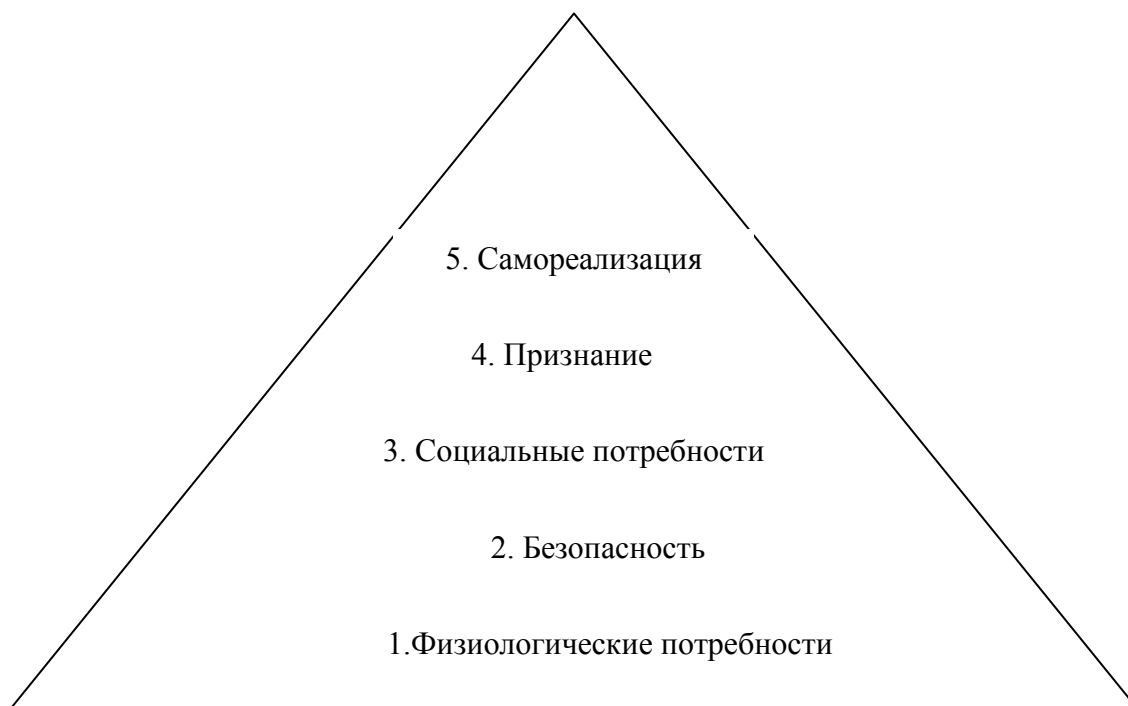 5. Самореализация
4. Признание
3. Социальные потребности
2. Безопасность
1.Физиологические потребности